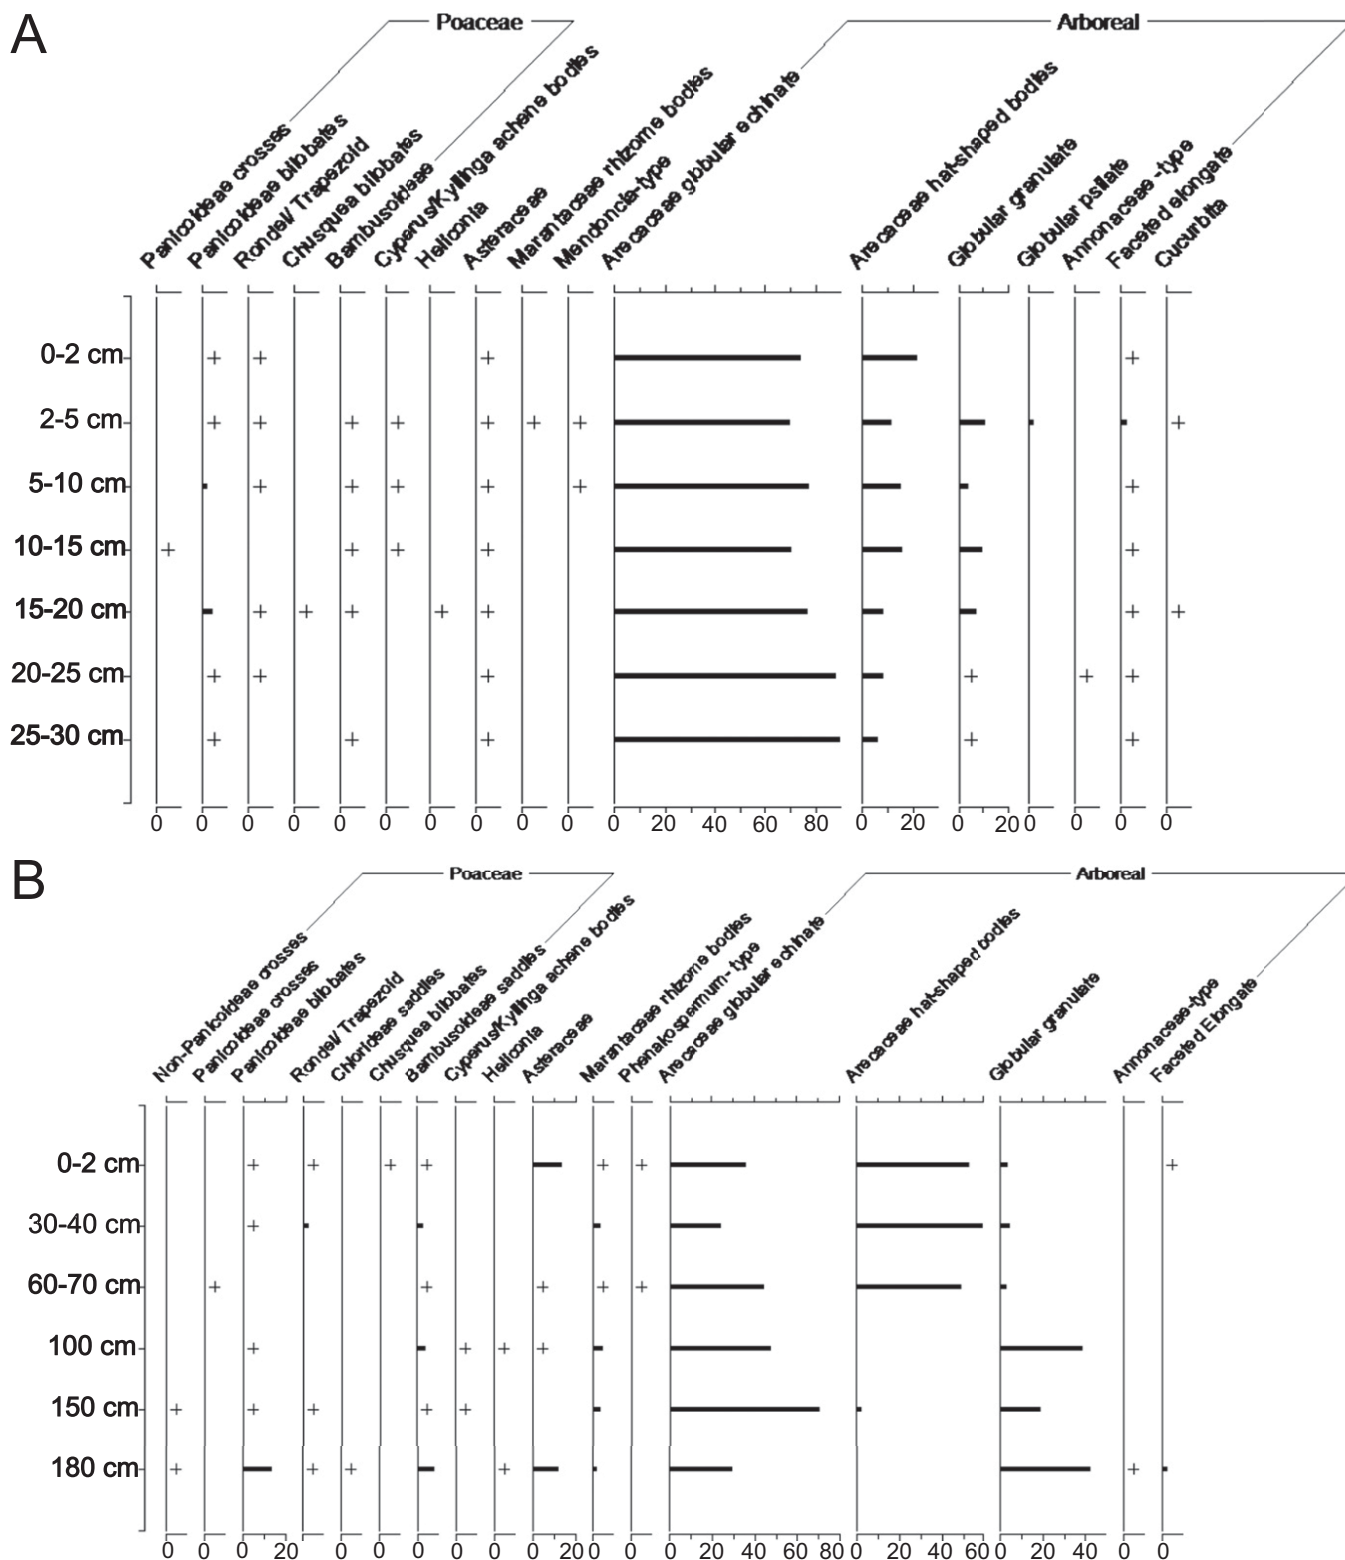 A
Poaceae
Arboreal
Panicoideae crosses
Panicoideae bilobates
Rondel/ Trapezoid
Chusquea bilobates
Bambusoideae
Cyperus/Kyllinga achene bodies
Heliconia
Asteraceae
Marantaceae rhizome bodies
Mendoncia-type
Arecaceae globular echinate
Arecaceae hat-shaped bodies
Globular granulate
Globular psilate
Annonaceae -type
Faceted elongate
Cucurbita
0-2 cm
2-5 cm
5-10 cm
10-15 cm
15-20 cm
20-25 cm
25-30 cm
0 0 0 0 0 0 0 0 0 0 0 20 40 60 80 0 20 0 20 0 0 0 0
B
Poaceae
Arboreal
Non-Panicoideae crosses
Panicoideae crosses
Panicoideae bilobates
Rondel/ Trapezoid
Chlorideae saddles
Chusquea bilobates
Bambusoideae saddles
Cyperus/Kyllinga achene bodies
Heliconia
Asteraceae
Marantaceae rhizome bodies
Phenakospermum- type
Arecaceae globular echinate
Arecaceae hat-shaped bodies
Globular granulate
Annonaceae-type
Faceted Elongate
0-2 cm
30-40 cm
60-70 cm
100 cm
150 cm
180 cm
0 0 0 20 0 0 0 0 0 0 0 20 0 0 0 20 40 60 80 0 20 40 60 0 20 40 0 0